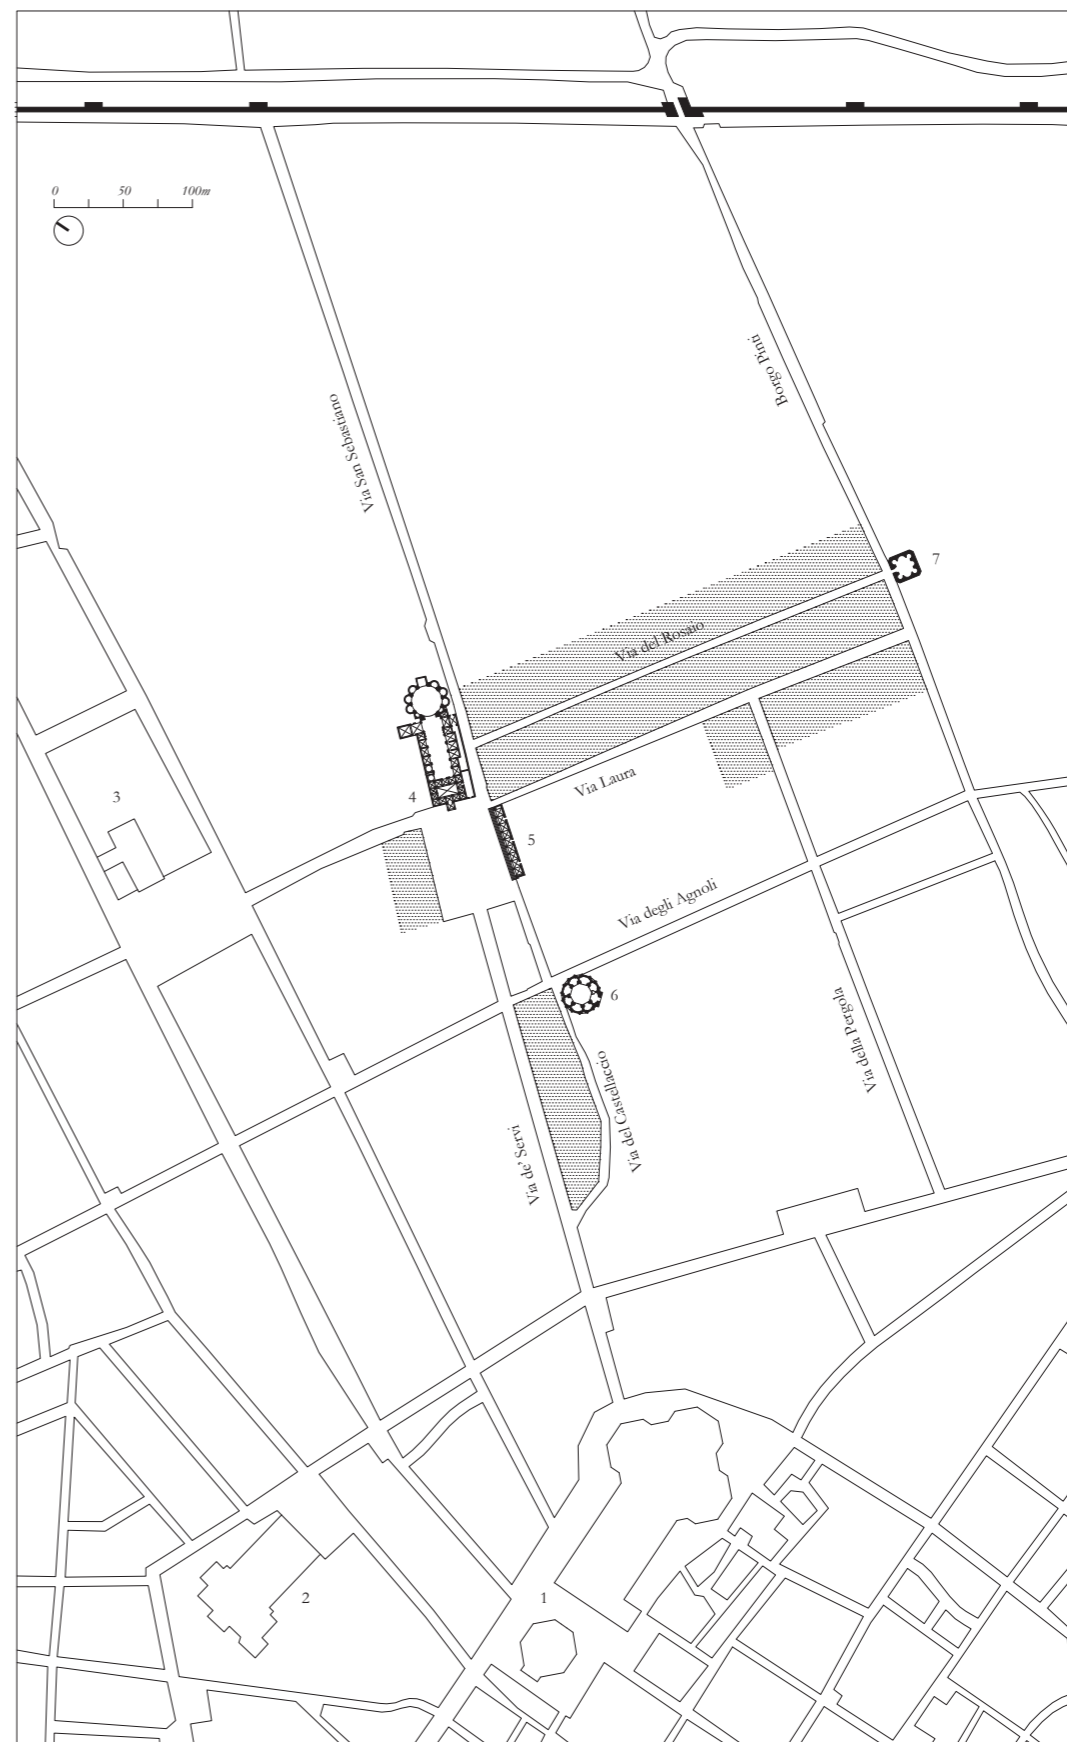 0 50 100m
Borgo Pinti
Via San Sebastiano
7
Via del Rosaio
Via Laura
3
4
5
Via degli Agnoli
6
Via della Pergola
Via del Castellaccio
Via de' Servi
2
1